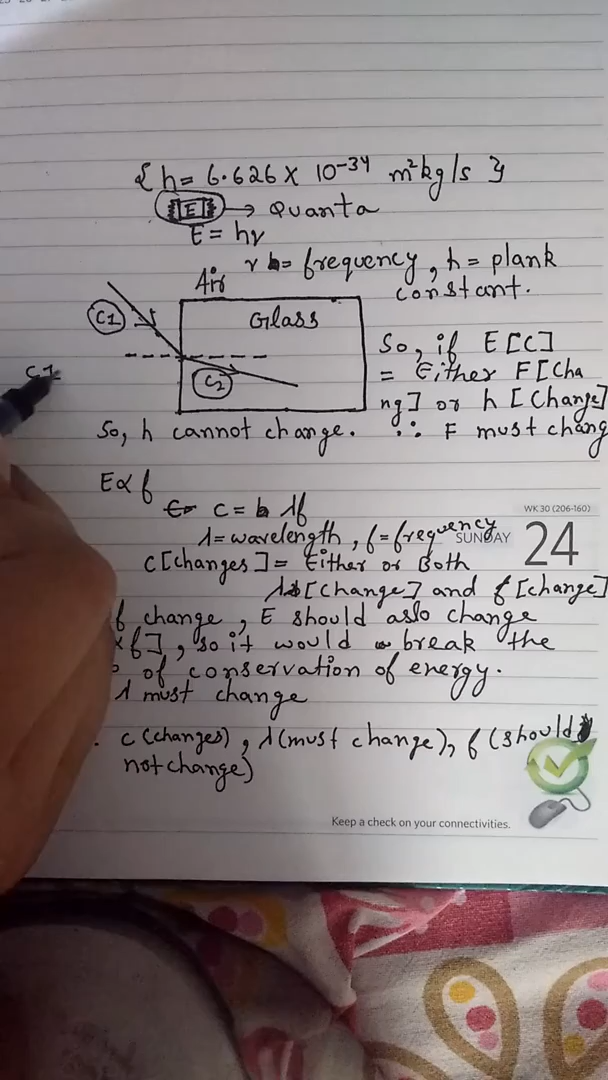 {h = 6.626 × 10⁻³⁴ m²kg/s}
E → Quanta
E = hν
ν = frequency, h = plank
constant.
Air
Glass
C1
C2
So, if E[C]
= Either F[Cha
ng] or h [Change]
C1
So, h cannot change. ∴ F must chang
E∝f
c = λf
λ = wavelength, f = frequency
c[changes] = Either or Both
λ [Change] and f [change]
f change, E should aslo change
f], so it would break the
of conservation of energy.
λ must change
c (changes), λ (must change), f (should
not change)
WK 30 (206-160)
SUNDAY 24
Keep a check on your connectivities.